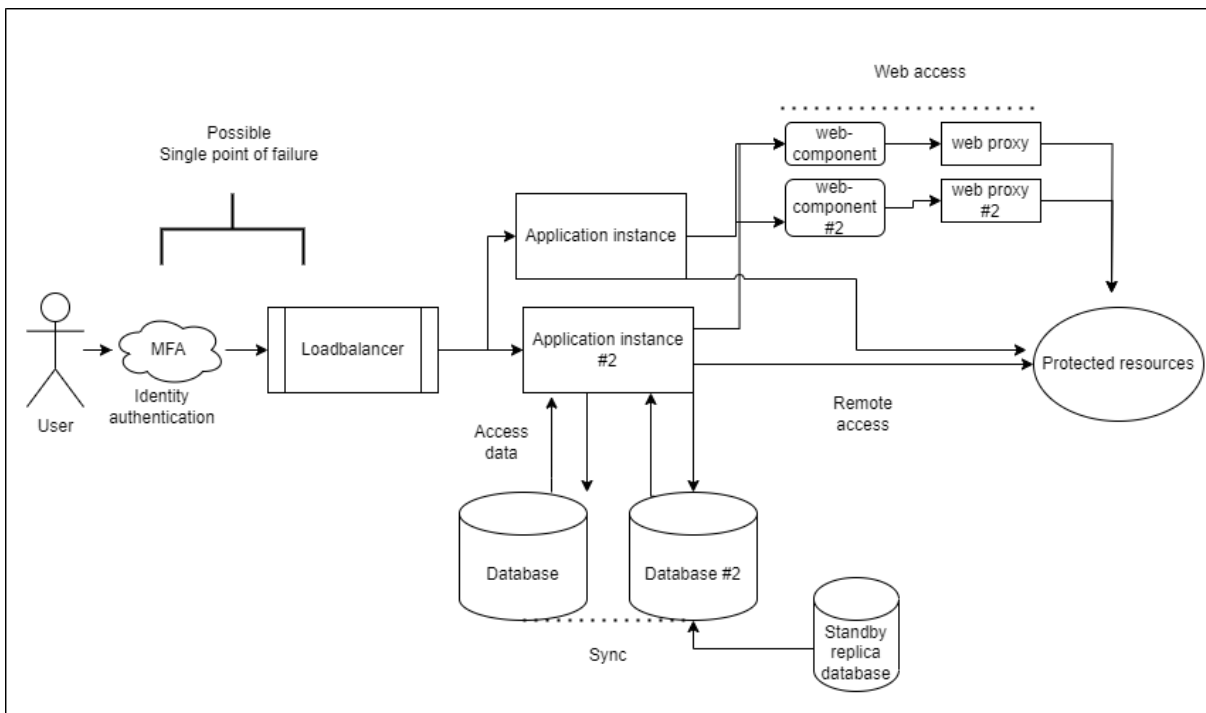 Web access
Possible
Single point of failure
web-
component
web proxy
web-
component
#2
web proxy
#2
Application instance
MFA
Loadbalancer
Application instance
#2
Protected resources
Identity
authentication
User
Access
data
Remote
access
Database
Database #2
Standby
replica
database
Sync